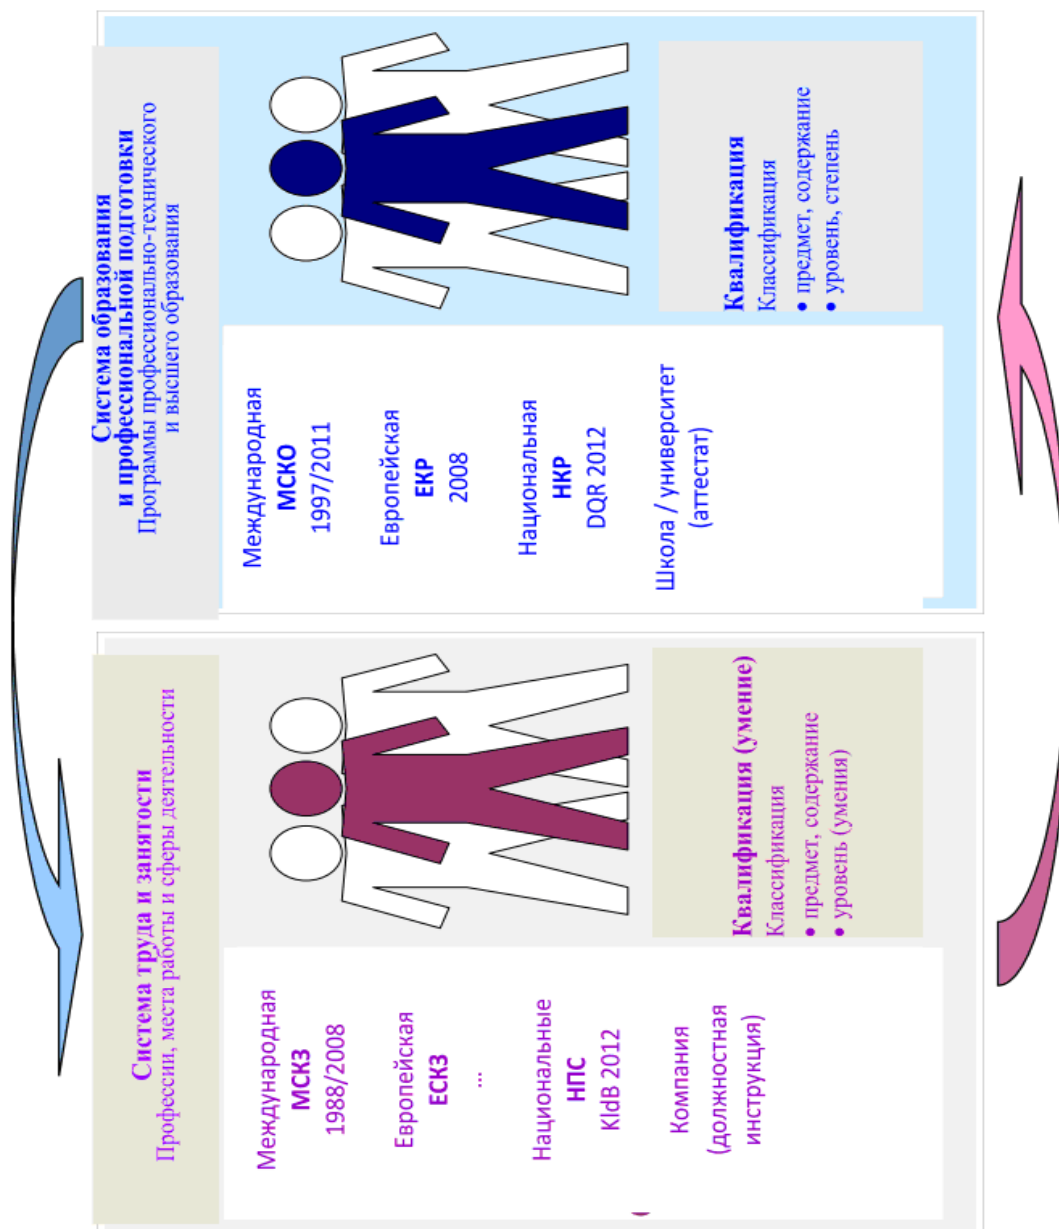 Система труда и занятости
Профессии, места работы и сферы деятельности
Международная
МСКЗ
1988/2008
Европейская
ЕСКЗ
...
Национальные
НПС
KldB 2012
Компания
(должностная
инструкция)
Квалификация (умение)
Классификация
• предмет, содержание
• уровень (умения)
Система образования
и профессиональной подготовки
Программы профессионально-технического
и высшего образования
Международная
МСКО
1997/2011
Европейская
ЕКР
2008
Национальная
НКР
DQR 2012
Школа / университет
(аттестат)
Квалификация
Классификация
• предмет, содержание
• уровень, степень